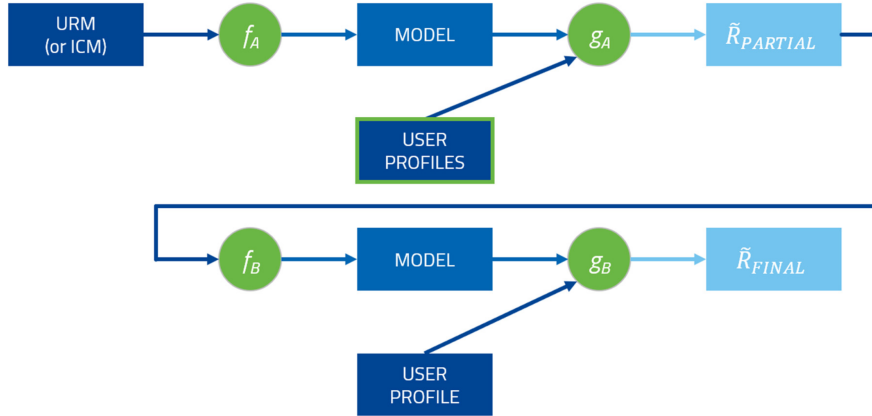 URM
(or ICM)
f_A
MODEL
g_A
R̃_PARTIAL
USER
PROFILES
f_B
MODEL
g_B
R̃_FINAL
USER
PROFILE